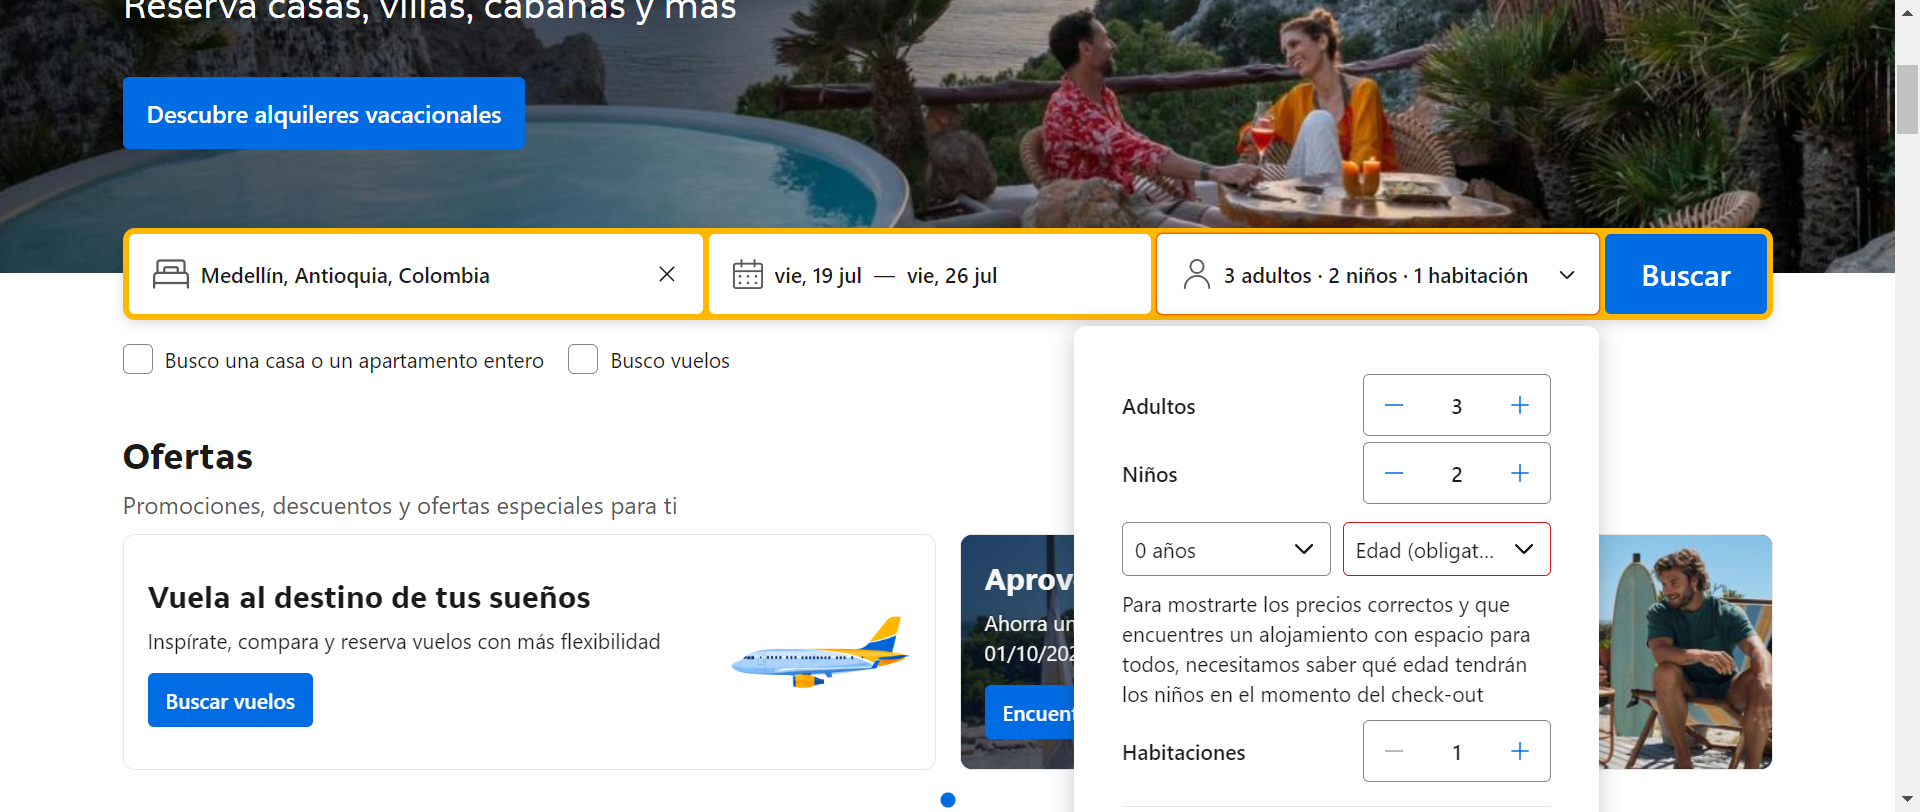 Reserva casas, villas, cabañas y más
Descubre alquileres vacacionales
Medellín, Antioquia, Colombia
vie, 19 jul — vie, 26 jul
3 adultos · 2 niños · 1 habitación
Buscar
Busco una casa o un apartamento entero
Busco vuelos
Adultos
3
Niños
2
0 años
Edad (obligat...
Para mostrarte los precios correctos y que
encuentres un alojamiento con espacio para
todos, necesitamos saber qué edad tendrán
los niños en el momento del check-out
Habitaciones
1
Ofertas
Promociones, descuentos y ofertas especiales para ti
Vuela al destino de tus sueños
Inspírate, compara y reserva vuelos con más flexibilidad
Buscar vuelos
Aprov
Ahorra un
01/10/202
Encuent